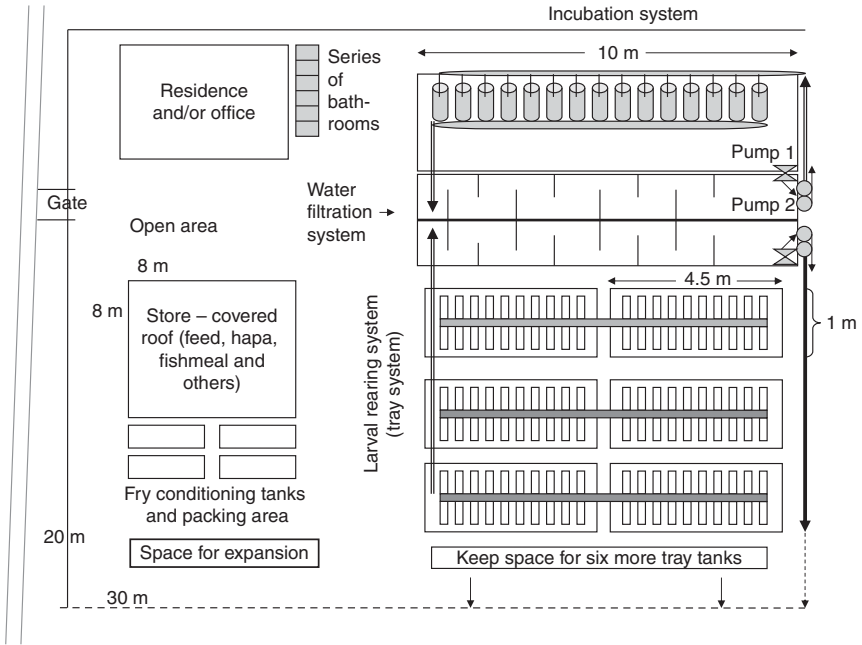 Incubation system
10 m
Residence
and/or office
Series
of
bath-
rooms
Pump 1
Gate
Water
filtration
system
Pump 2
Open area
8 m
8 m
Store – covered
roof (feed, hapa,
fishmeal and
others)
4.5 m
1 m
Larval rearing system
(tray system)
Fry conditioning tanks
and packing area
20 m
Space for expansion
Keep space for six more tray tanks
30 m